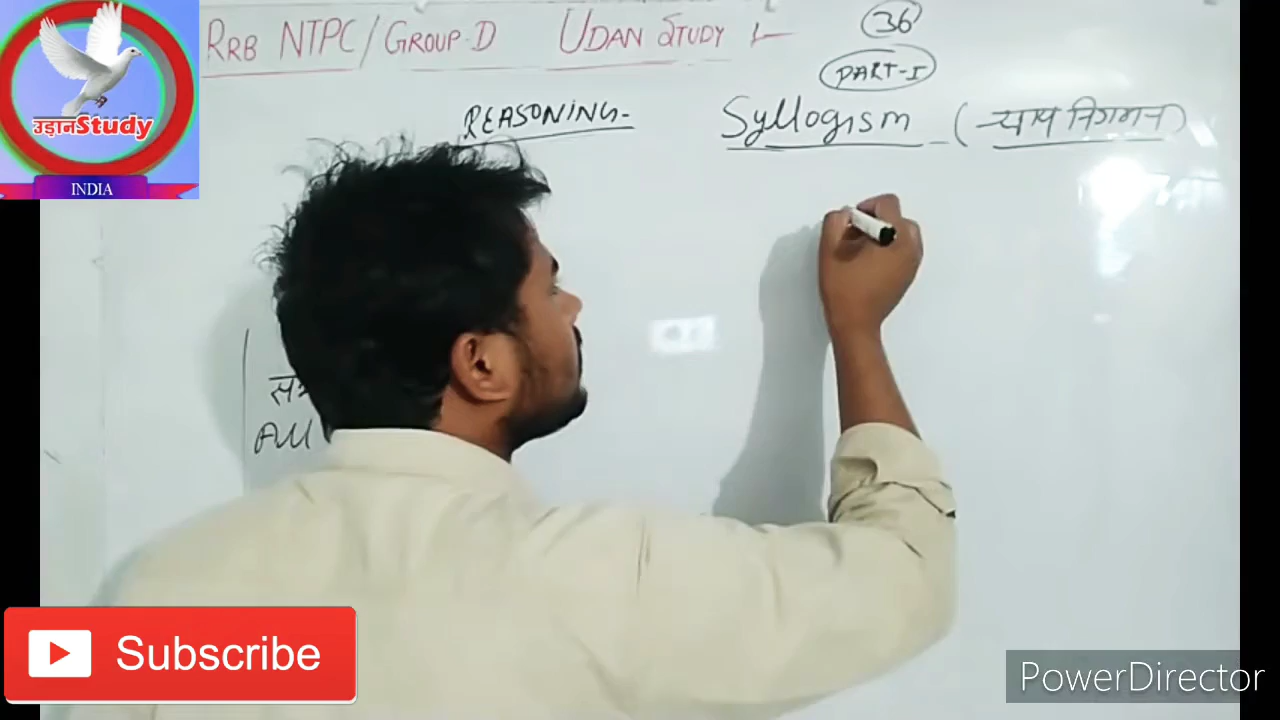 RRB NTPC/GROUP-D UDAN STUDY
36
PART-I
REASONING-
Syllogism - (न्याय निगमन)
उड़ानStudy
INDIA
All
Subscribe
PowerDirector